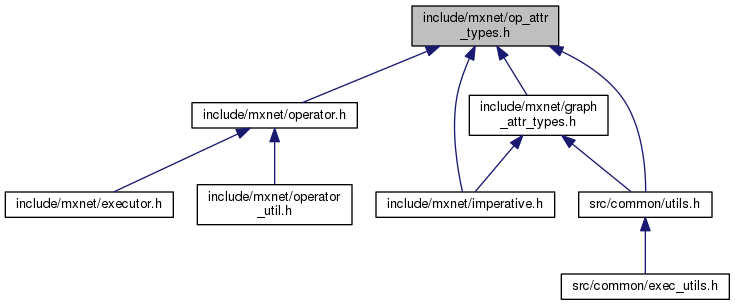 include/mxnet/op_attr
_types.h
include/mxnet/operator.h
include/mxnet/graph
_attr_types.h
include/mxnet/executor.h
include/mxnet/operator
_util.h
include/mxnet/imperative.h
src/common/utils.h
src/common/exec_utils.h